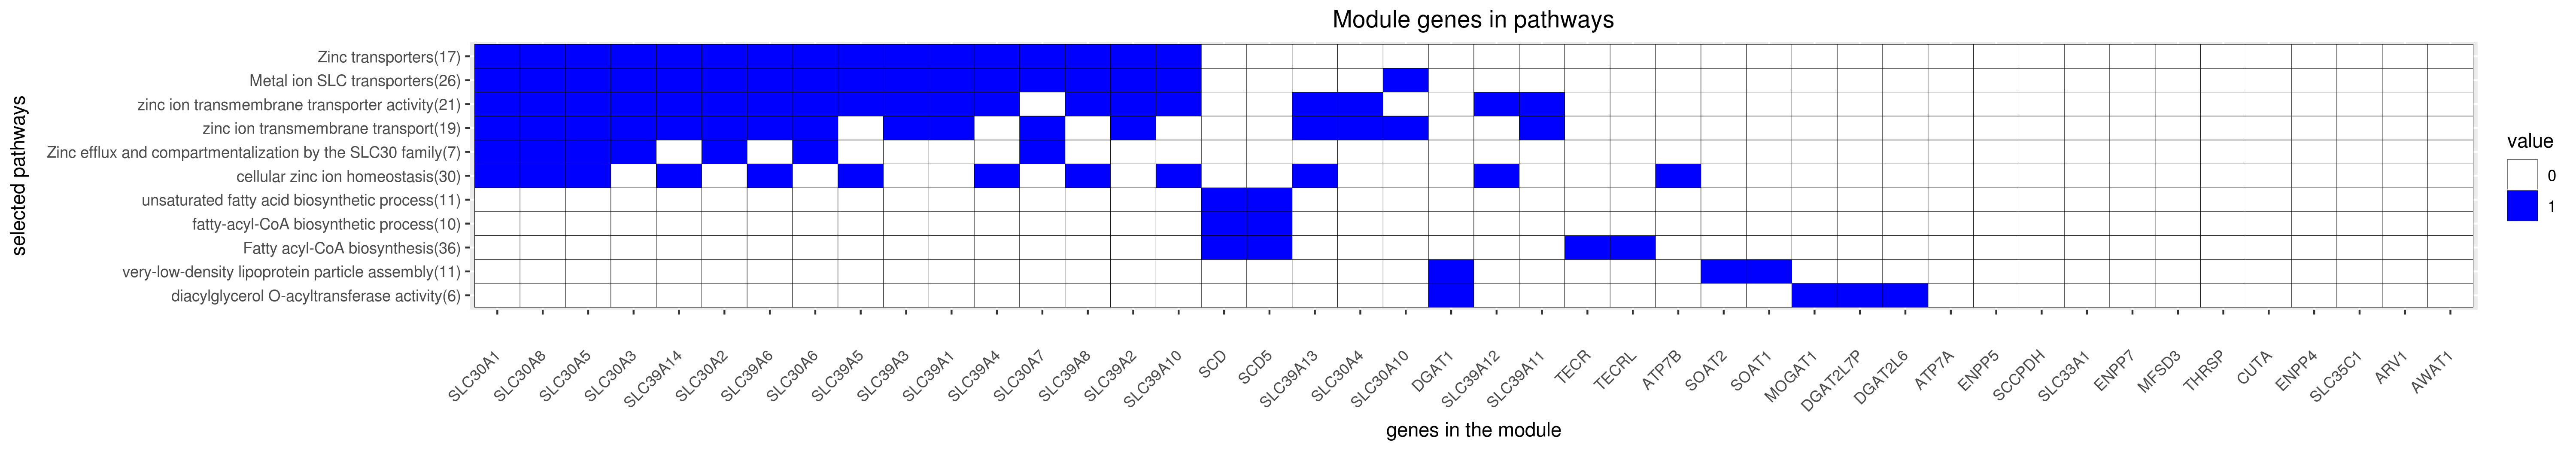 Module genes in pathways
selected pathways
Zinc transporters(17)
Metal ion SLC transporters(26)
zinc ion transmembrane transporter activity(21)
zinc ion transmembrane transport(19)
Zinc efflux and compartmentalization by the SLC30 family(7)
cellular zinc ion homeostasis(30)
unsaturated fatty acid biosynthetic process(11)
fatty-acyl-CoA biosynthetic process(10)
Fatty acyl-CoA biosynthesis(36)
very-low-density lipoprotein particle assembly(11)
diacylglycerol O-acyltransferase activity(6)
SLC30A1
SLC30A8
SLC30A5
SLC30A3
SLC39A14
SLC30A2
SLC39A6
SLC30A6
SLC39A5
SLC39A3
SLC39A1
SLC39A4
SLC30A7
SLC39A8
SLC39A2
SLC39A10
SCD
SCD5
SLC39A13
SLC30A4
SLC30A10
DGAT1
SLC39A12
SLC39A11
TECR
TECRL
ATP7B
SOAT2
SOAT1
MOGAT1
DGAT2L7P
DGAT2L6
ATP7A
ENPP5
SCCPDH
SLC33A1
ENPP7
MFSD3
THRSP
CUTA
ENPP4
SLC35C1
ARV1
AWAT1
genes in the module
value
0
1